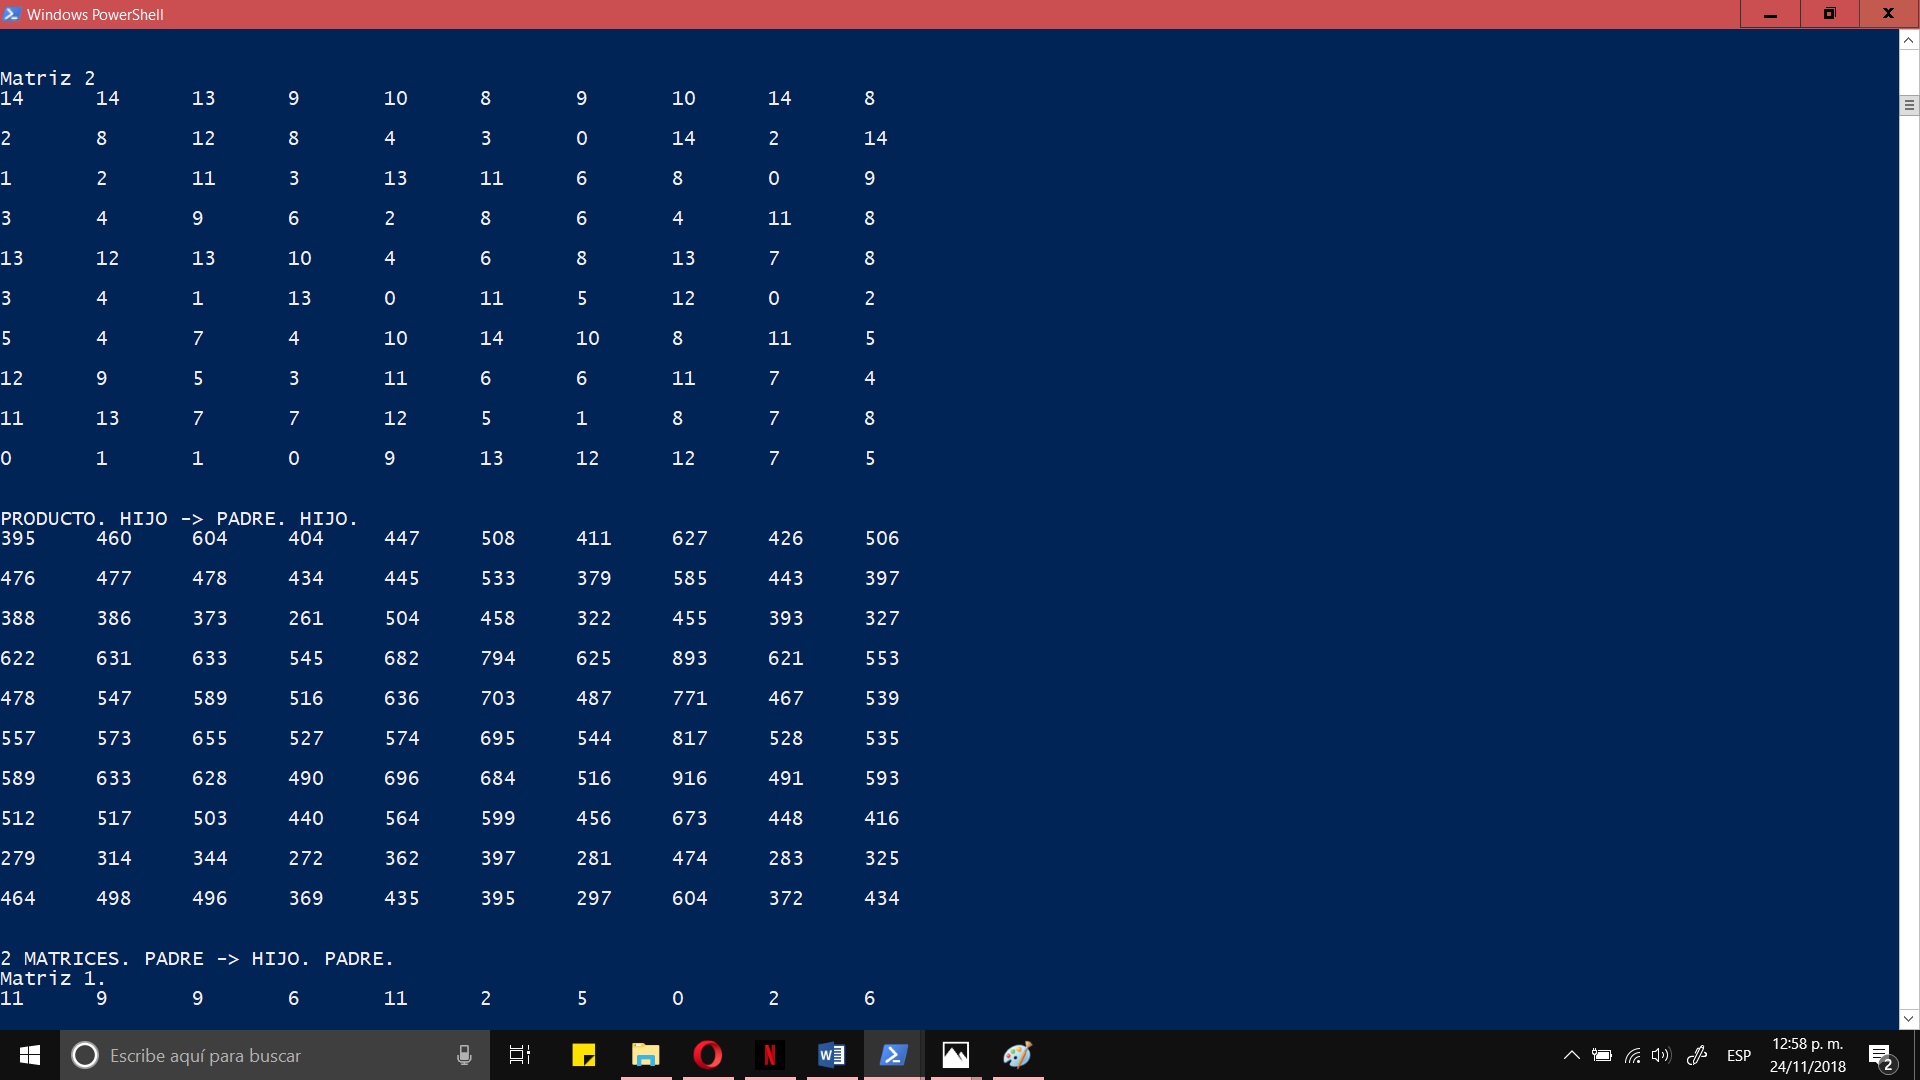 Windows PowerShell
Matriz 2
14 14 13 9 10 8 9 10 14 8
2 8 12 8 4 3 0 14 2 14
1 2 11 3 13 11 6 8 0 9
3 4 9 6 2 8 6 4 11 8
13 12 13 10 4 6 8 13 7 8
3 4 1 13 0 11 5 12 0 2
5 4 7 4 10 14 10 8 11 5
12 9 5 3 11 6 6 11 7 4
11 13 7 7 12 5 1 8 7 8
0 1 1 0 9 13 12 12 7 5
PRODUCTO. HIJO -> PADRE. HIJO.
395 460 604 404 447 508 411 627 426 506
476 477 478 434 445 533 379 585 443 397
388 386 373 261 504 458 322 455 393 327
622 631 633 545 682 794 625 893 621 553
478 547 589 516 636 703 487 771 467 539
557 573 655 527 574 695 544 817 528 535
589 633 628 490 696 684 516 916 491 593
512 517 503 440 564 599 456 673 448 416
279 314 344 272 362 397 281 474 283 325
464 498 496 369 435 395 297 604 372 434
2 MATRICES. PADRE -> HIJO. PADRE.
Matriz 1.
11 9 9 6 11 2 5 0 2 6
Escribe aquí para buscar
ESP
12:58 p. m.
24/11/2018
2